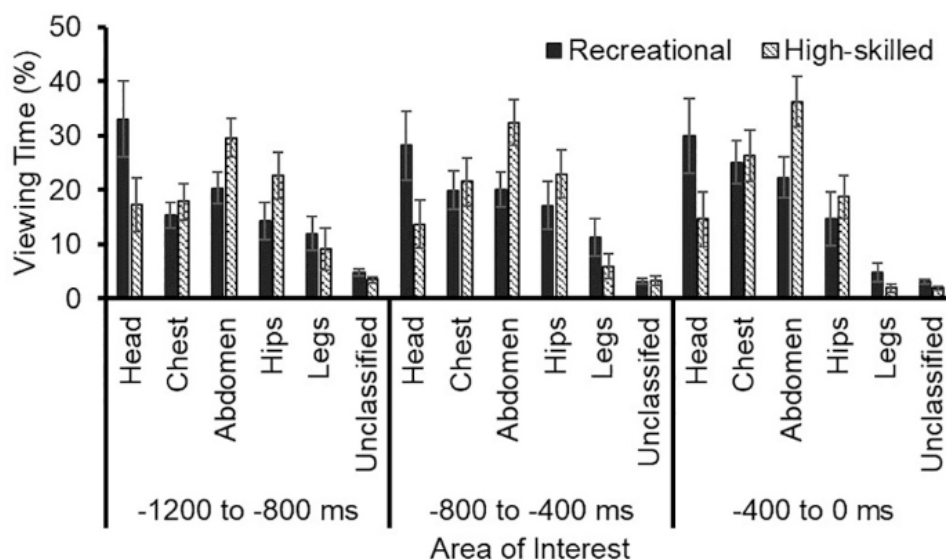 Viewing Time (%)
50
40
30
20
10
0
Recreational High-skilled
Head Chest Abdomen Hips Legs Unclassified Head Chest Abdomen Hips Legs Unclassifed Head Chest Abdomen Hips Legs Unclassified
-1200 to -800 ms -800 to -400 ms -400 to 0 ms
Area of Interest